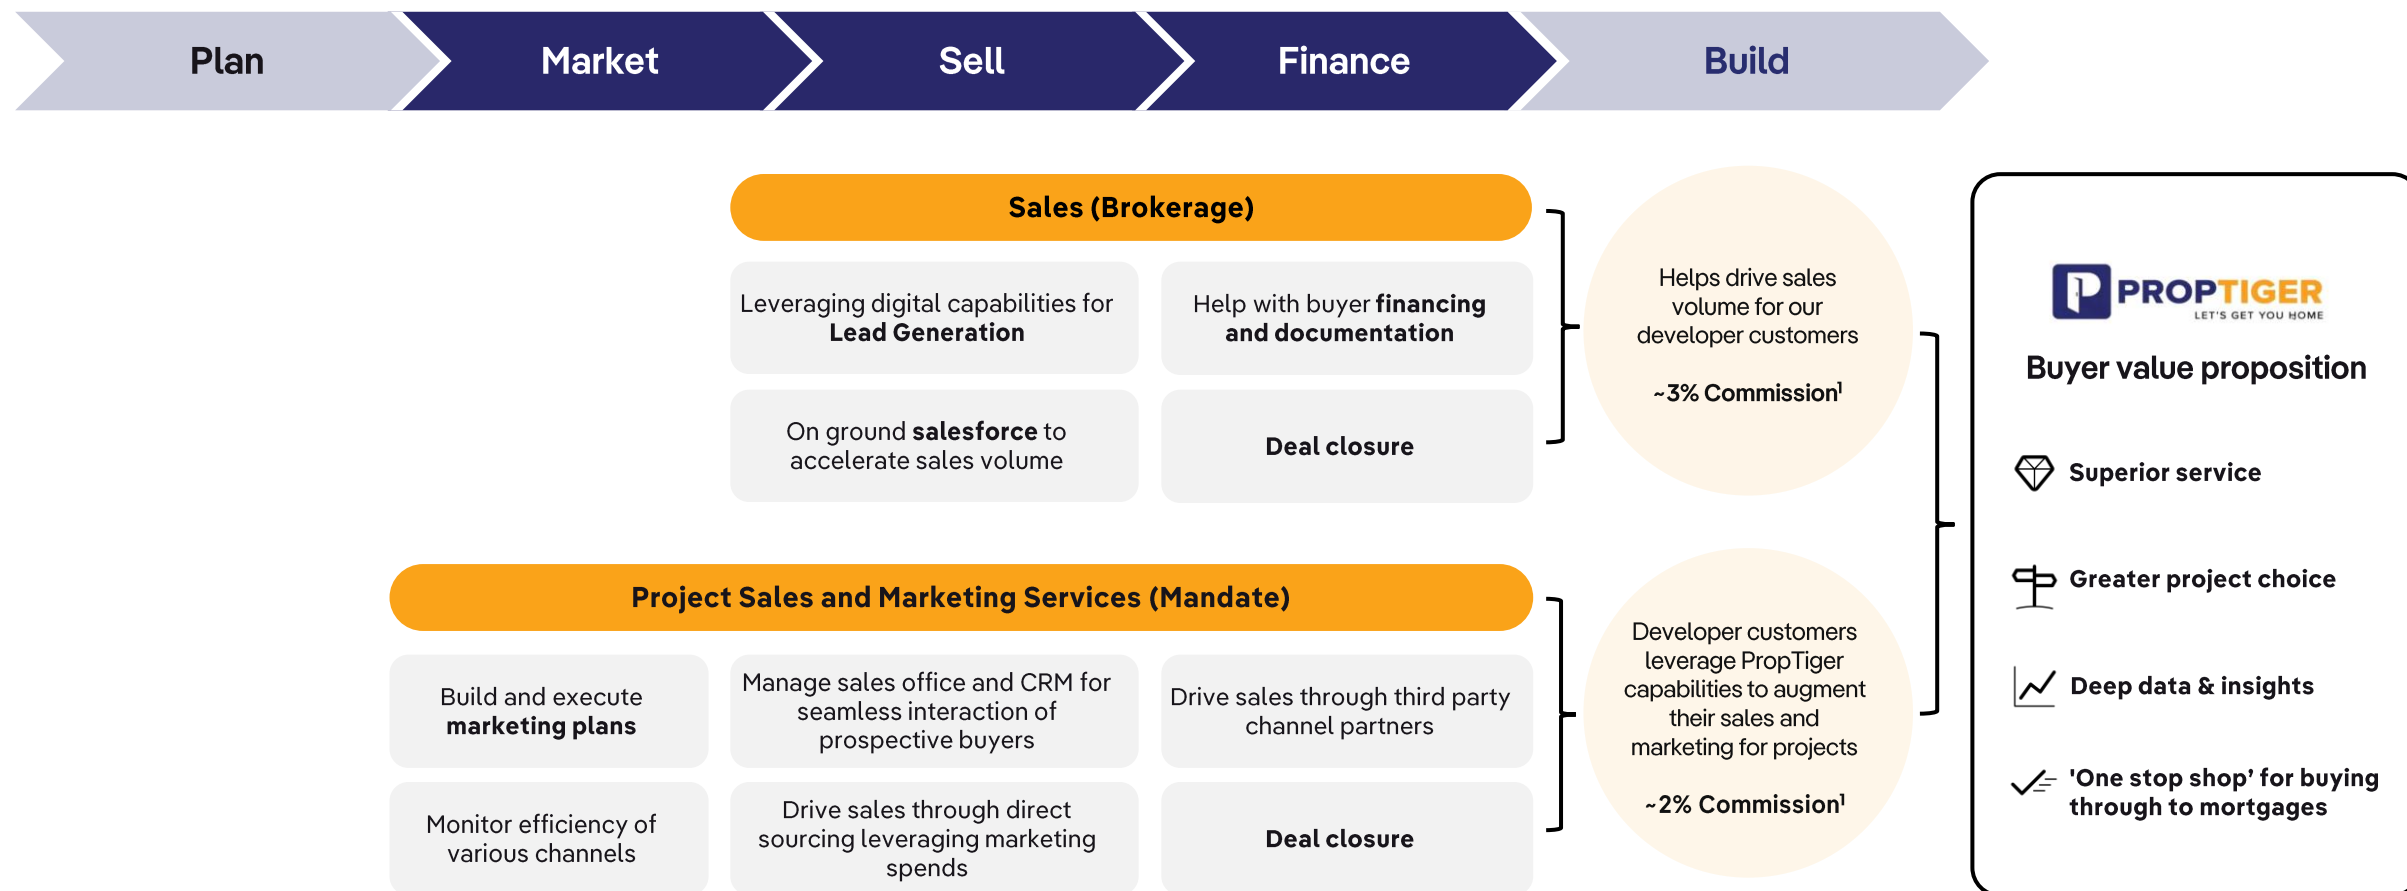 Plan
Market
Sell
Finance
Build
Sales (Brokerage)
Leveraging digital capabilities for
Lead Generation
Help with buyer financing
and documentation
On ground salesforce to
accelerate sales volume
Deal closure
Helps drive sales
volume for our
developer customers
~3% Commission¹
Project Sales and Marketing Services (Mandate)
Build and execute
marketing plans
Manage sales office and CRM for
seamless interaction of
prospective buyers
Drive sales through third party
channel partners
Monitor efficiency of
various channels
Drive sales through direct
sourcing leveraging marketing
spends
Deal closure
Developer customers
leverage PropTiger
capabilities to augment
their sales and
marketing for projects
~2% Commission¹
PROPTIGER
LET'S GET YOU HOME
Buyer value proposition
Superior service
Greater project choice
Deep data & insights
'One stop shop’ for buying
through to mortgages